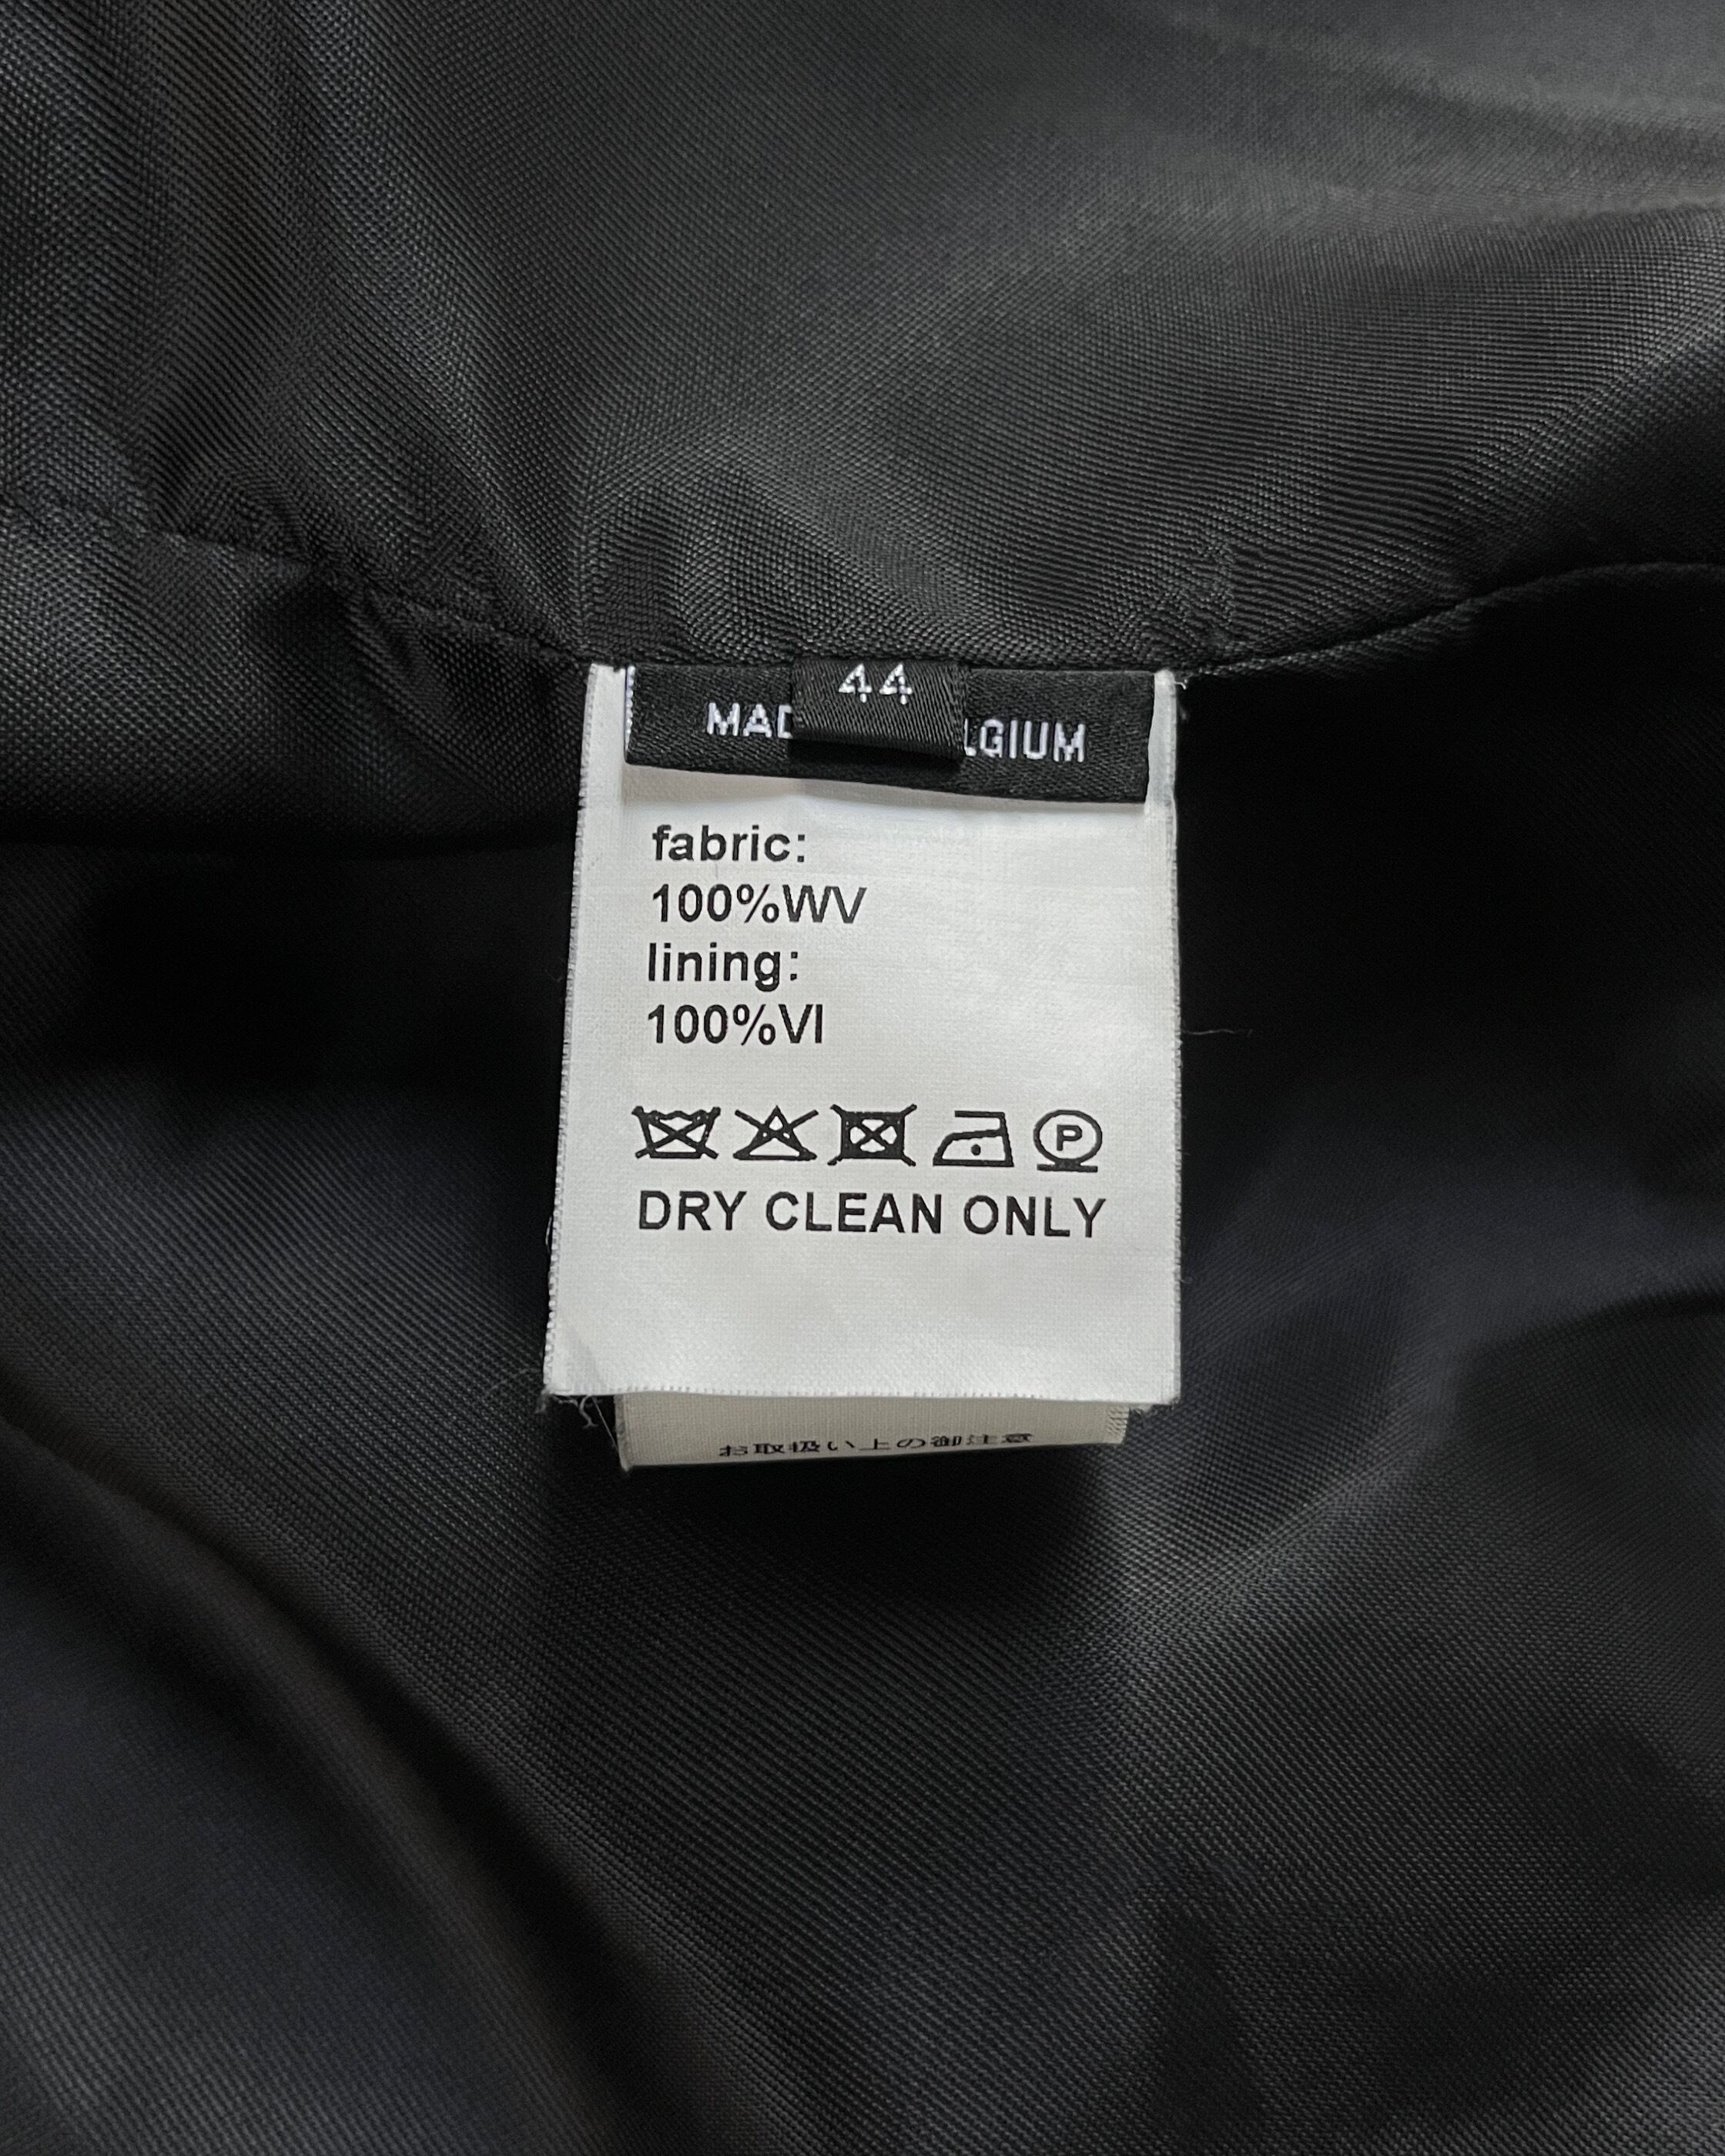 44
MAD LGIUM
fabric:
100%WV
lining:
100%VI
P
DRY CLEAN ONLY
お取扱い上の御注意